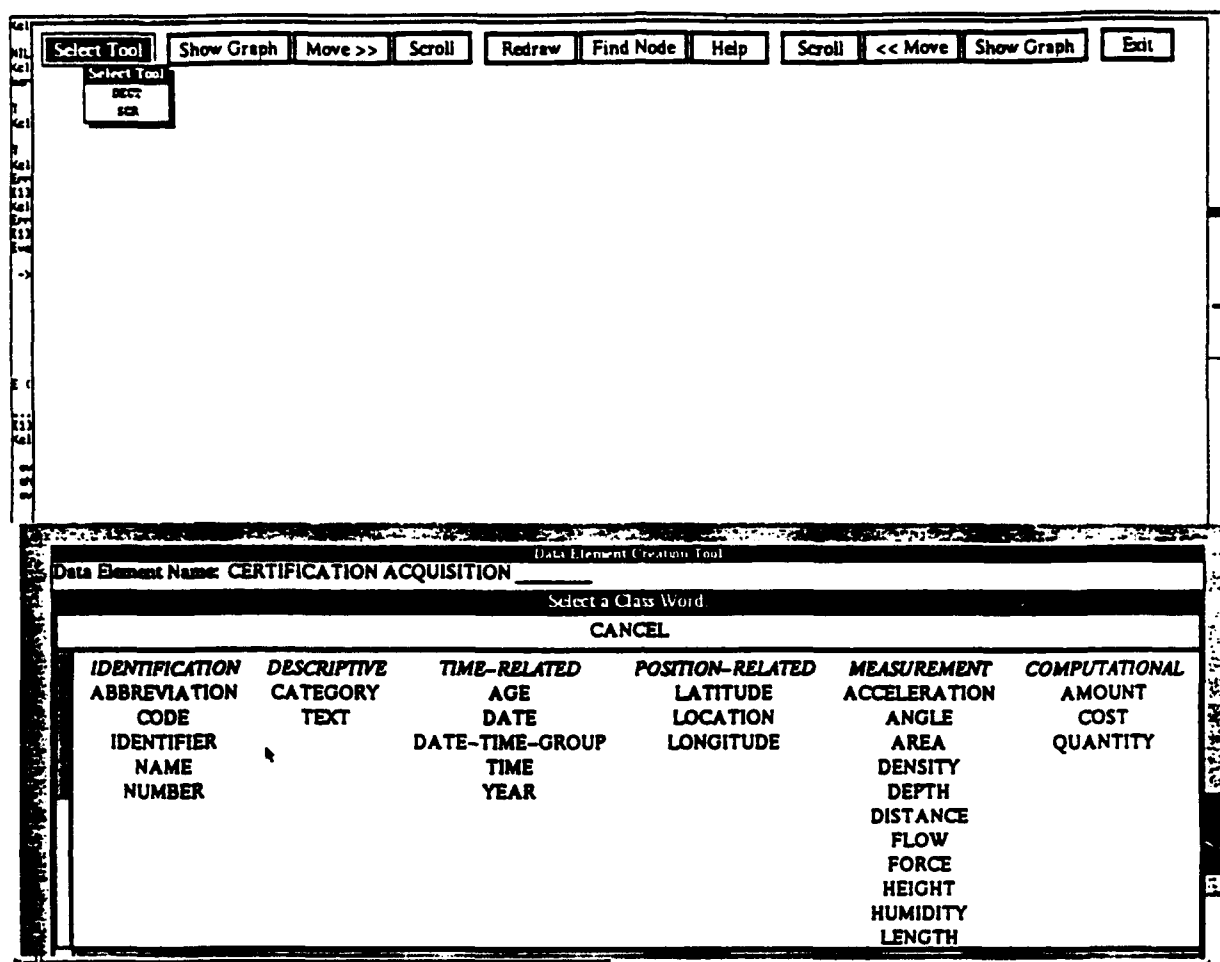 Select Tool Show Graph Move >> Scroll Redraw Find Node Help Scroll << Move Show Graph Exit
Select Tool
DECT
SCR
Data Element Creation Tool
Data Element Name: CERTIFICATION ACQUISITION ________
Select a Class Word
CANCEL
IDENTIFICATION DESCRIPTIVE TIME-RELATED POSITION-RELATED MEASUREMENT COMPUTATIONAL
ABBREVIATION CATEGORY AGE LATITUDE ACCELERATION AMOUNT
CODE TEXT DATE LOCATION ANGLE COST
IDENTIFIER DATE-TIME-GROUP LONGITUDE AREA QUANTITY
NAME TIME DENSITY
NUMBER YEAR DEPTH
DISTANCE
FLOW
FORCE
HEIGHT
HUMIDITY
LENGTH